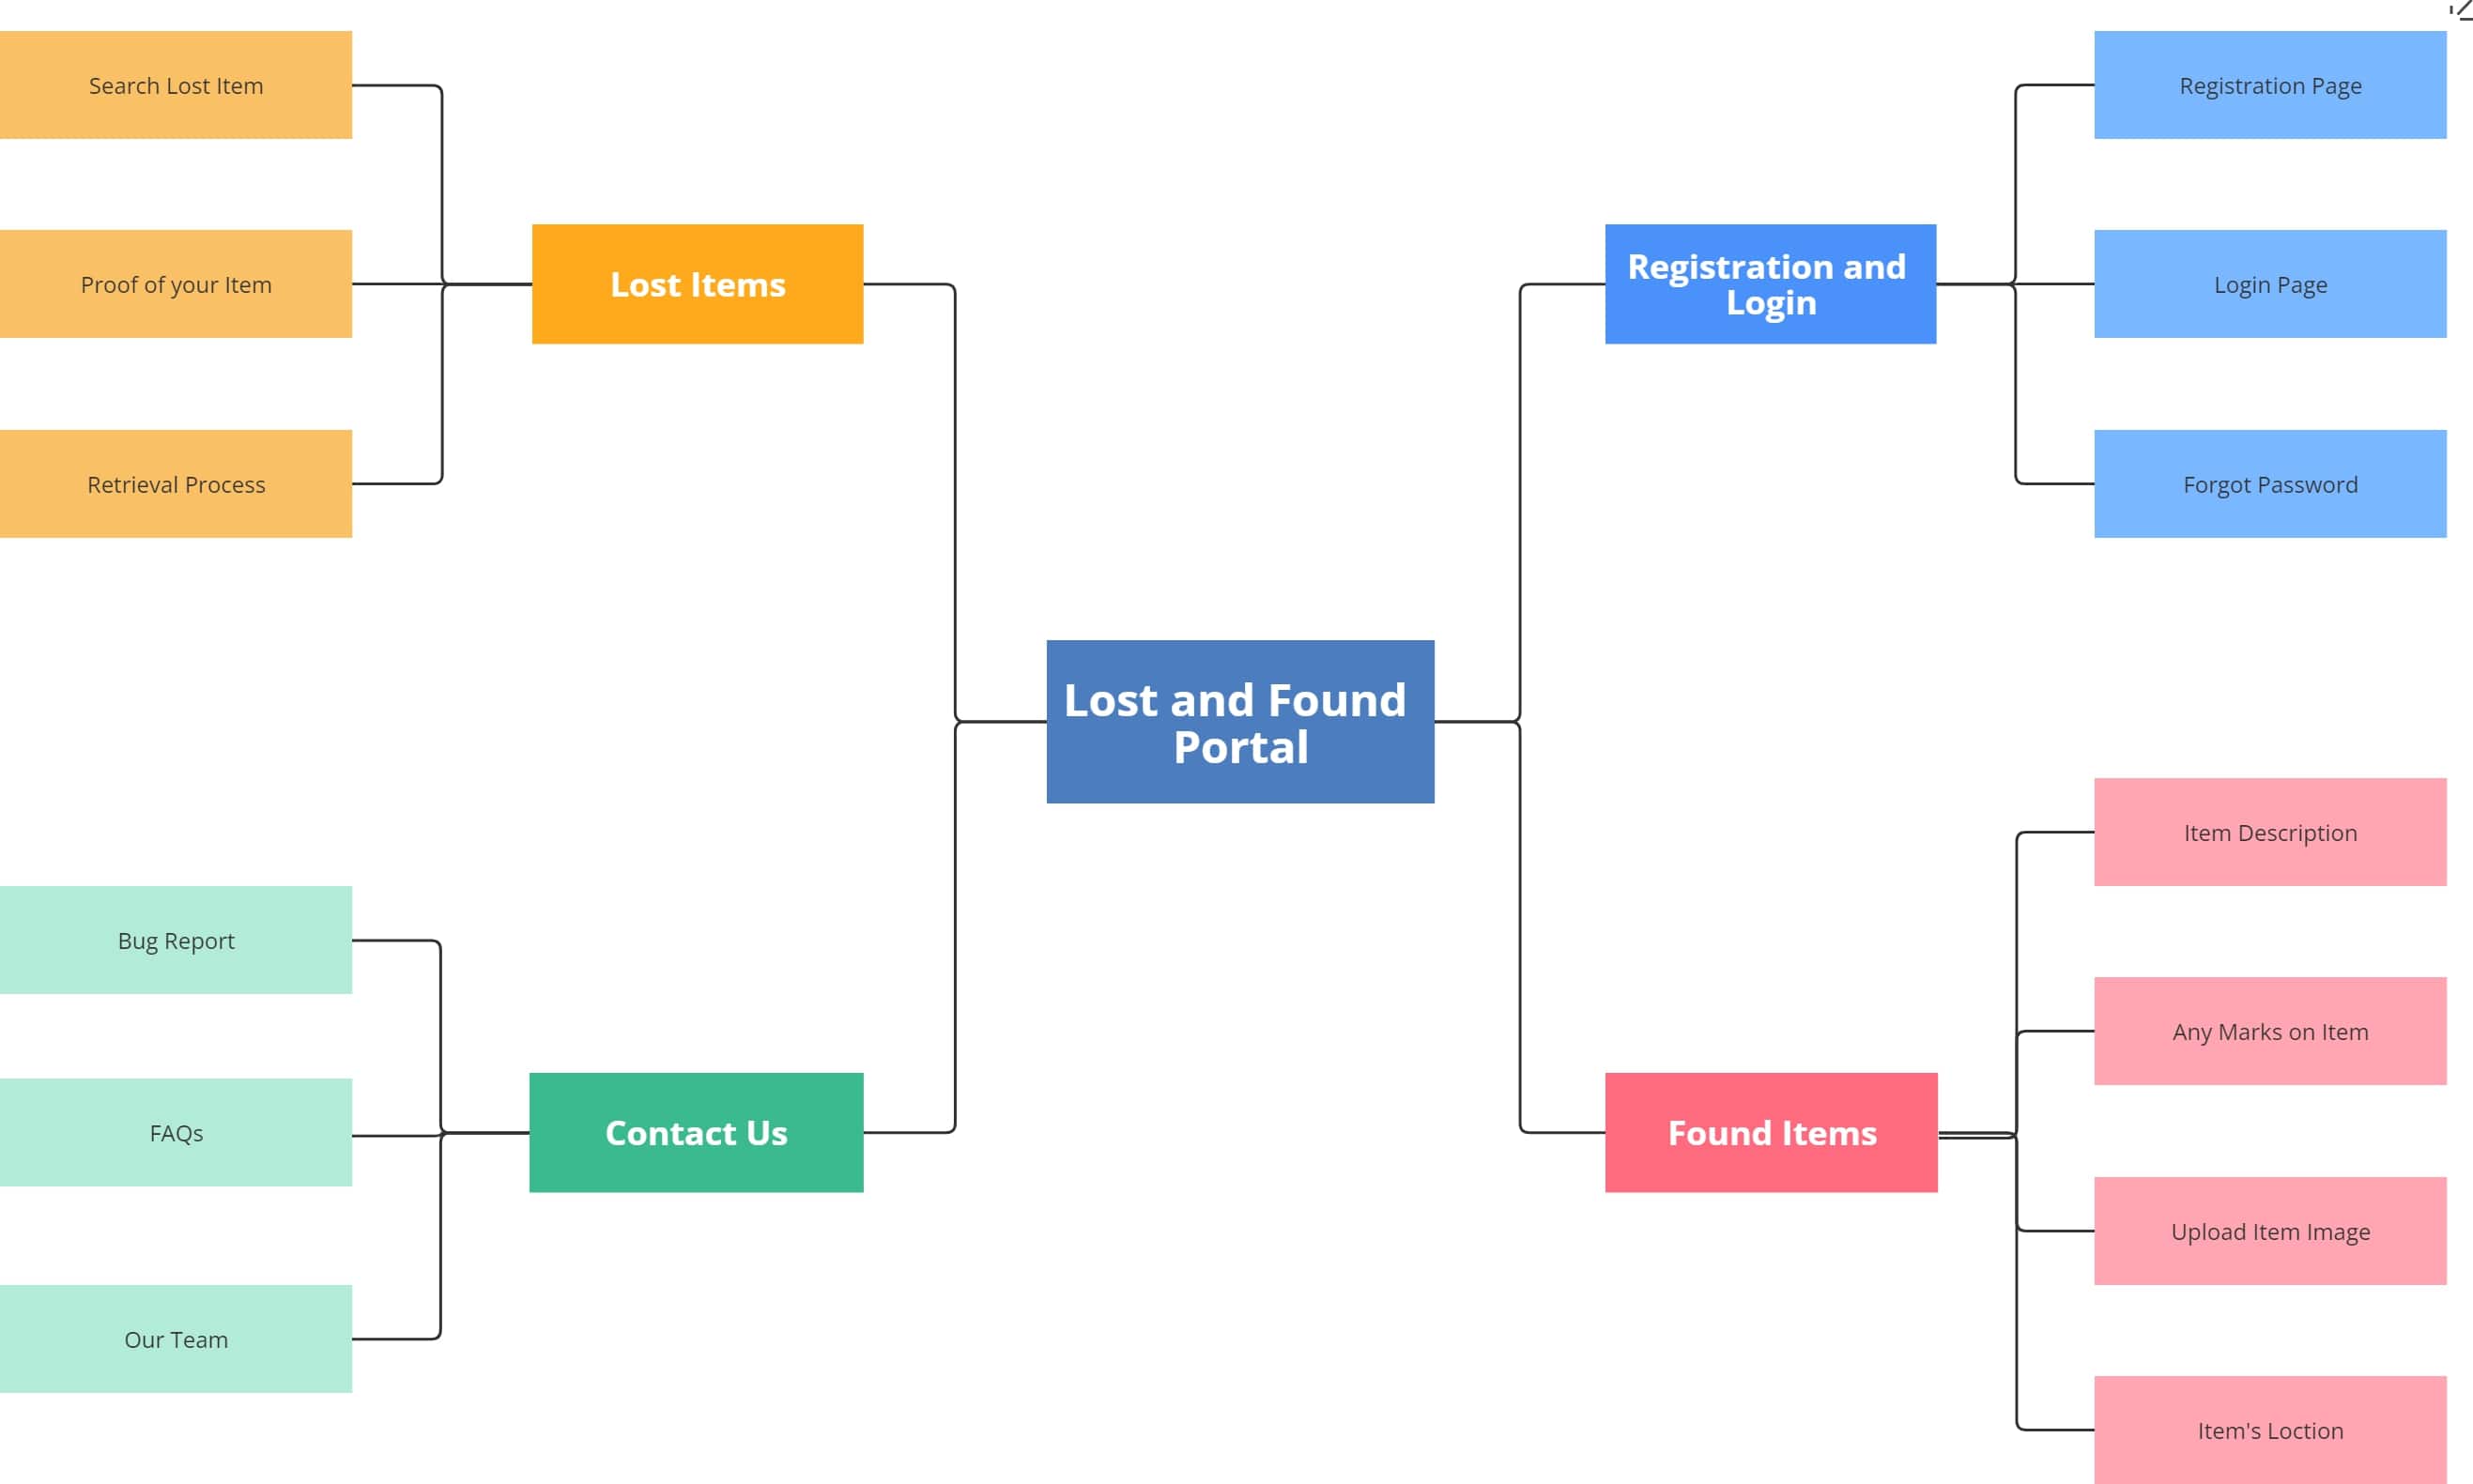 Search Lost Item
Proof of your Item
Retrieval Process
Lost Items
Registration and
Login
Registration Page
Login Page
Forgot Password
Lost and Found
Portal
Bug Report
FAQs
Our Team
Contact Us
Found Items
Item Description
Any Marks on Item
Upload Item Image
Item's Loction